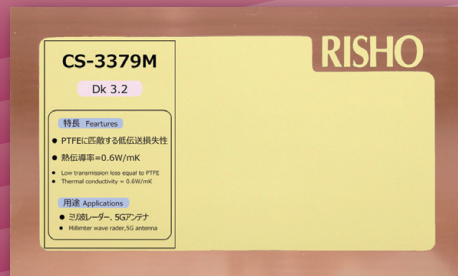 RISHO
CS-3379M
Dk 3.2
特長 Feartures
● PTFEに匹敵する低伝送損失性
● 熱伝導率=0.6W/mK
● Low transmission loss equal to PTFE
● Thermal conductivity = 0.6W/mK
用途 Applications
● ミリ波レーダー、5Gアンテナ
● Millimter wave rader,5G antenna